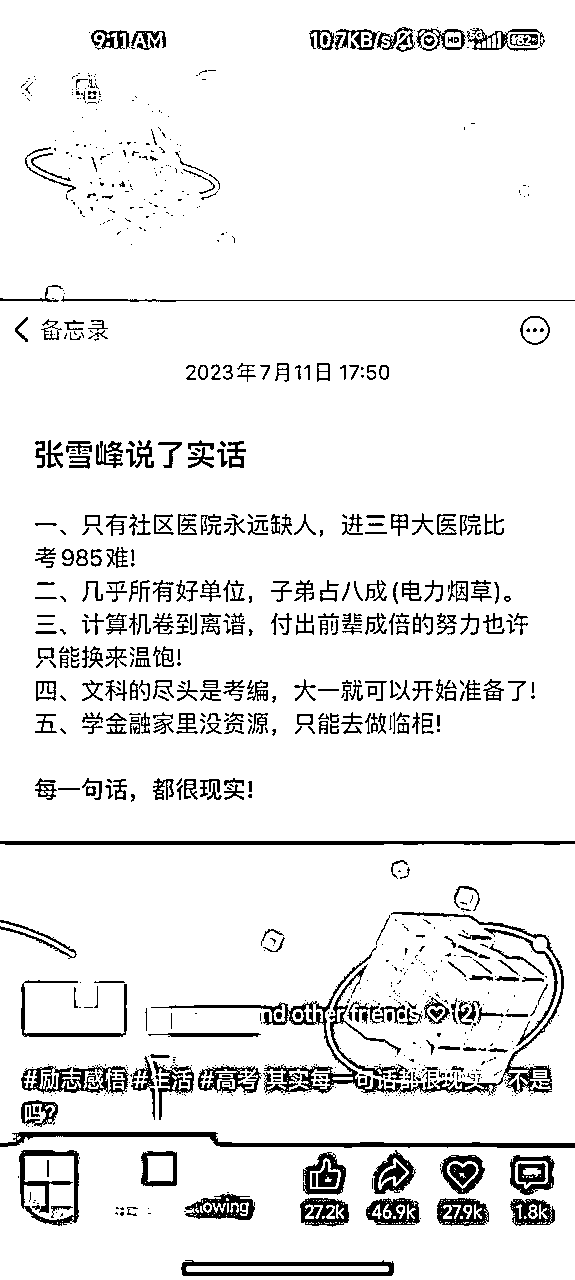 9:11 AM 10.7KB/s HD 5G 62
备忘录
2023年7月11日 17:50
张雪峰说了实话
一、只有社区医院永远缺人，进三甲大医院比
考985难!
二、几乎所有好单位，子弟占八成(电力烟草)。
三、计算机卷到离谱，付出前辈成倍的努力也许
只能换来温饱!
四、文科的尽头是考编，大一就可以开始准备了!
五、学金融家里没资源，只能去做临柜!
每一句话，都很现实!
nd other friends (2)
#励志感悟 #生活 #高考 其实每一句话都很现实，不是
吗?
27.2k 46.9k 27.9k 1.8k